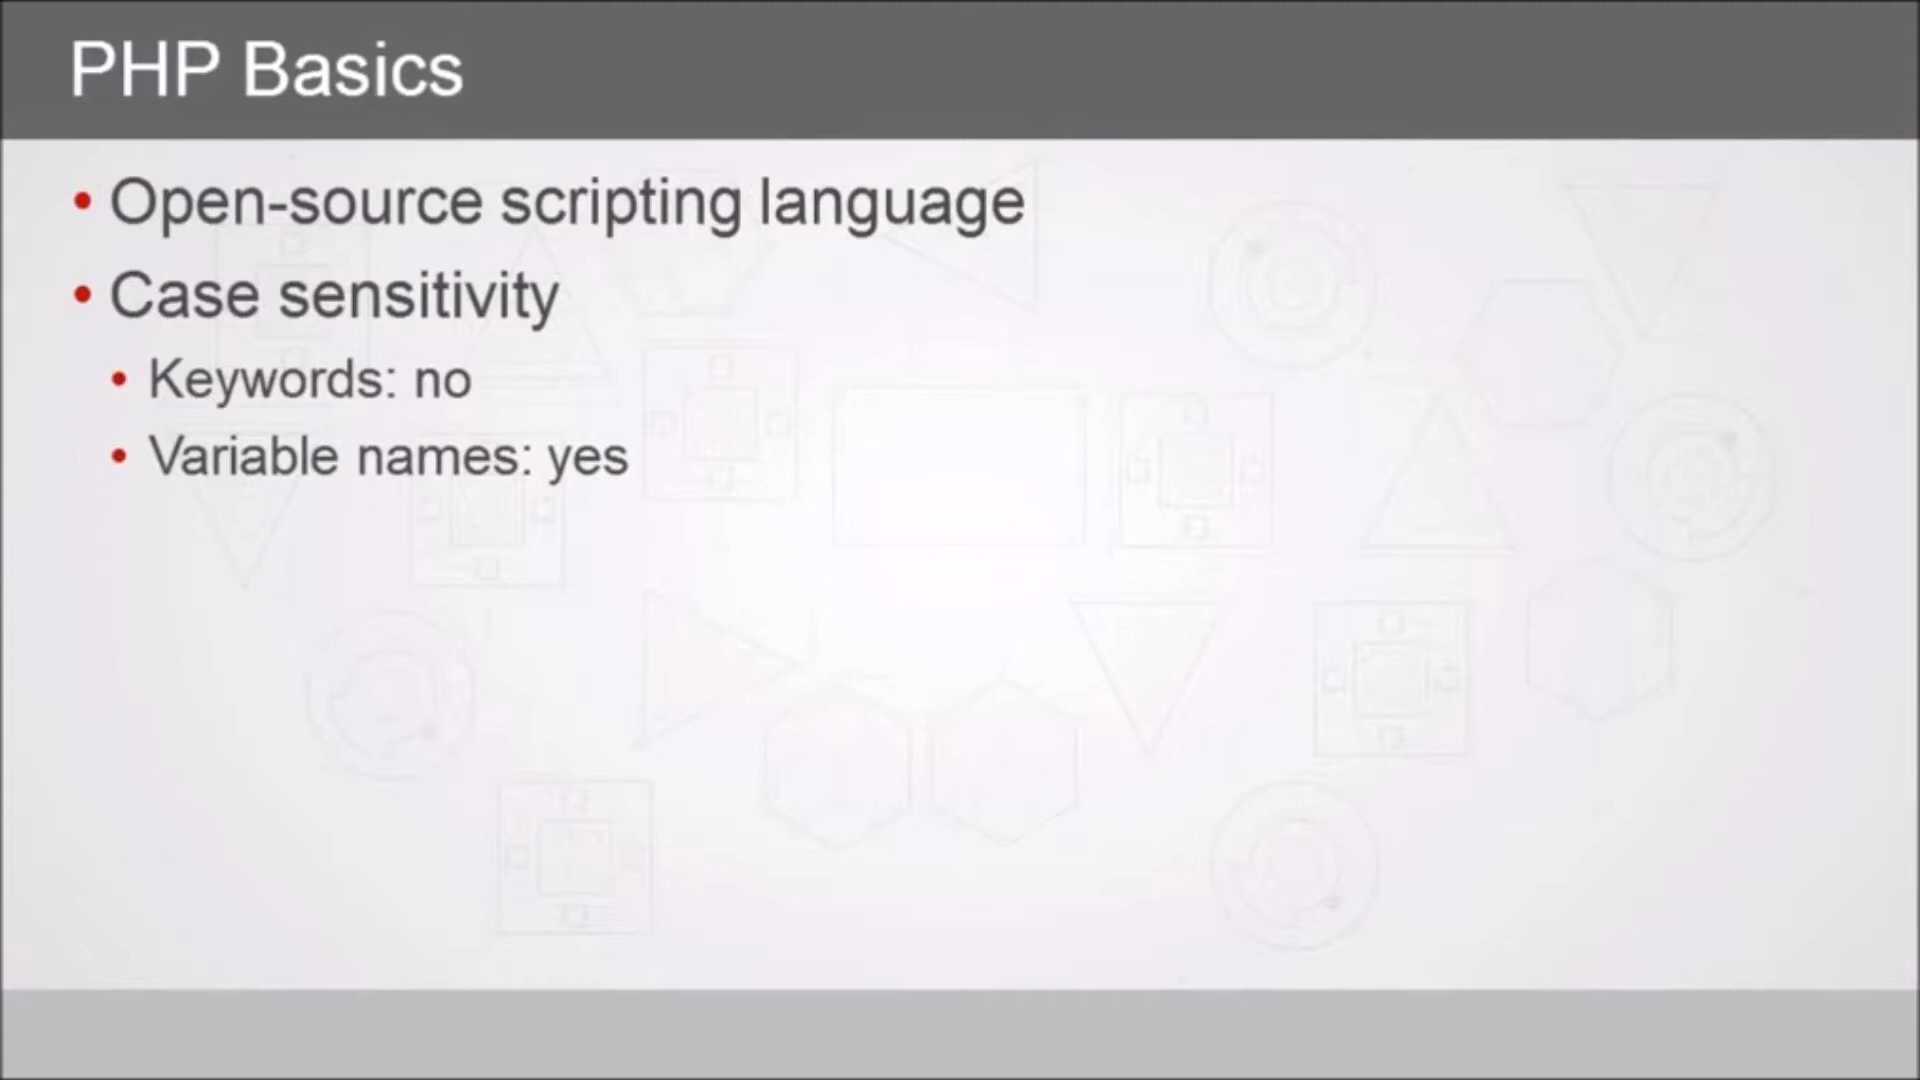 PHP Basics
• Open-source scripting language
• Case sensitivity
• Keywords: no
• Variable names: yes